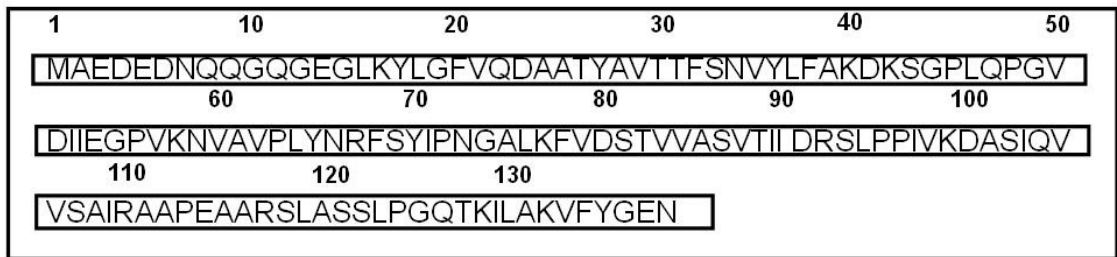 1 10 20 30 40 50
MAEDEDNQQGQGEGLKYLGFVQDAATYAVTTFSNVYLFAKDKSGPLQPGV
60 70 80 90 100
DIIEGPVKNVAVPLYNRFSYIPNGALKFVDSTVVASVTII DRSLPPIVKDASIQV
110 120 130
VSAIRAAPEAARSLASSLPGQTKILAKVFYGEN